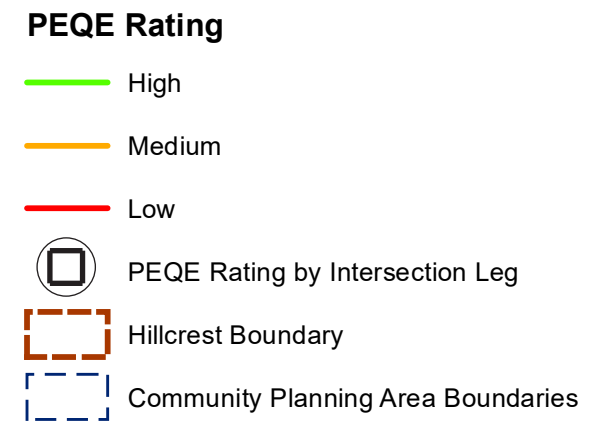 PEQE Rating
High
Medium
Low
PEQE Rating by Intersection Leg
Hillcrest Boundary
Community Planning Area Boundaries